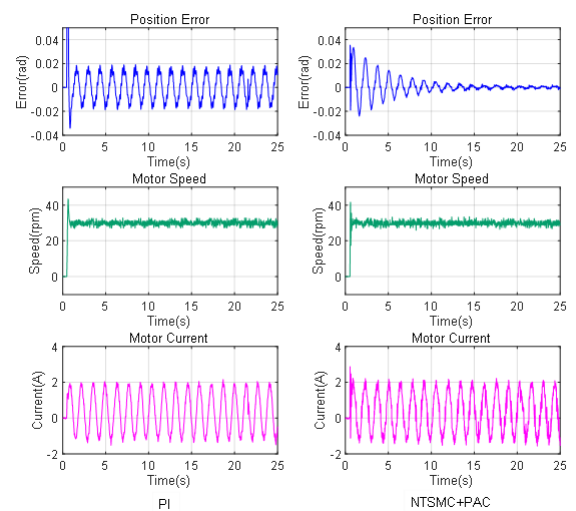 Position Error
0.04
0.02
0
-0.02
-0.04
Error(rad)
0 5 10 15 20 25
Time(s)
Position Error
0.04
0.02
0
-0.02
-0.04
Error(rad)
0 5 10 15 20 25
Time(s)
Motor Speed
40
20
0
Speed(rpm)
0 5 10 15 20 25
Time(s)
Motor Speed
40
20
0
Speed(rpm)
0 5 10 15 20 25
Time(s)
Motor Current
4
2
0
-2
Current(A)
0 5 10 15 20 25
Time(s)
Motor Current
4
2
0
-2
Current(A)
0 5 10 15 20 25
Time(s)
PI
NTSMC+PAC